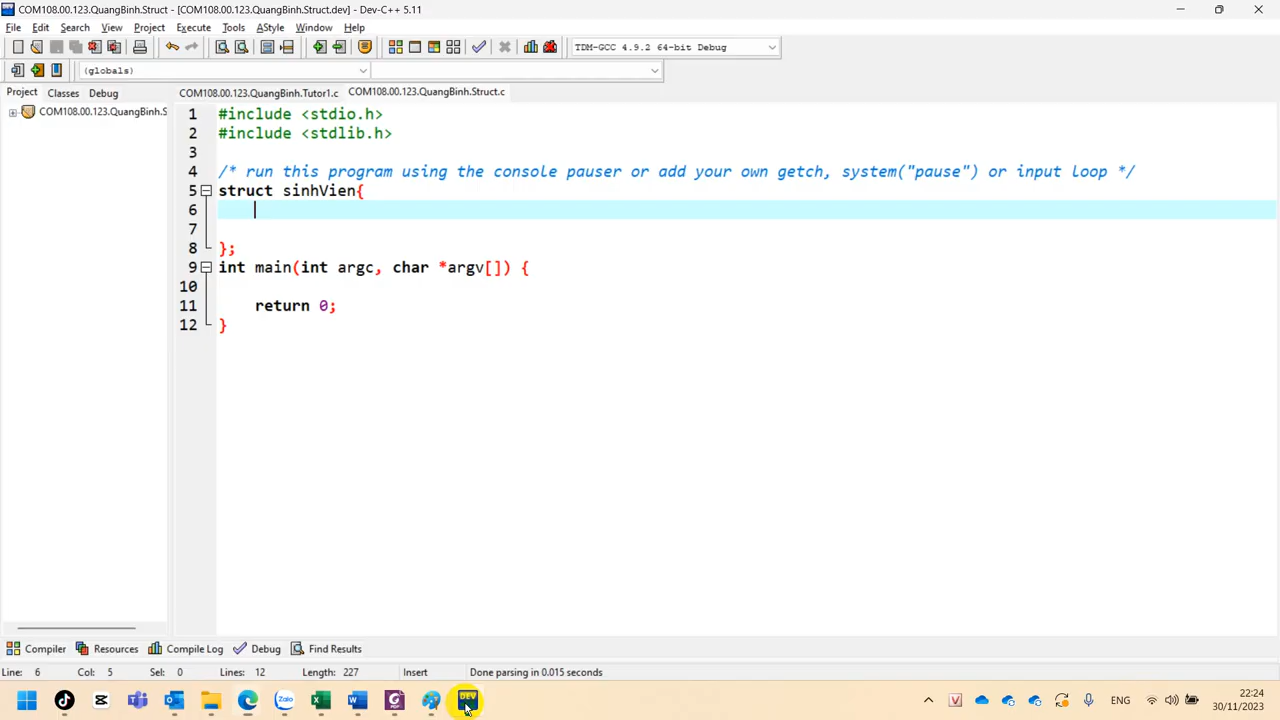 COM108.00.123.QuangBinh.Struct - [COM108.00.123.QuangBinh.Struct.dev] - Dev-C++ 5.11
File Edit Search View Project Execute Tools AStyle Window Help
TDM-GCC 4.9.2 64-bit Debug
(globals)
Project Classes Debug
COM108.00.123.QuangBinh.Tutor1.c COM108.00.123.QuangBinh.Struct.c
COM108.00.123.QuangBinh.S
1 #include <stdio.h>
2 #include <stdlib.h>
3
4 /* run this program using the console pauser or add your own getch, system("pause") or input loop */
5 struct sinhVien{
6
7
8 };
9 int main(int argc, char *argv[]) {
10
11 return 0;
12 }
Compiler Resources Compile Log Debug Find Results
Line: 6 Col: 5 Sel: 0 Lines: 12 Length: 227 Insert Done parsing in 0.015 seconds
Zalo
DEV
V
ENG
22:24
30/11/2023